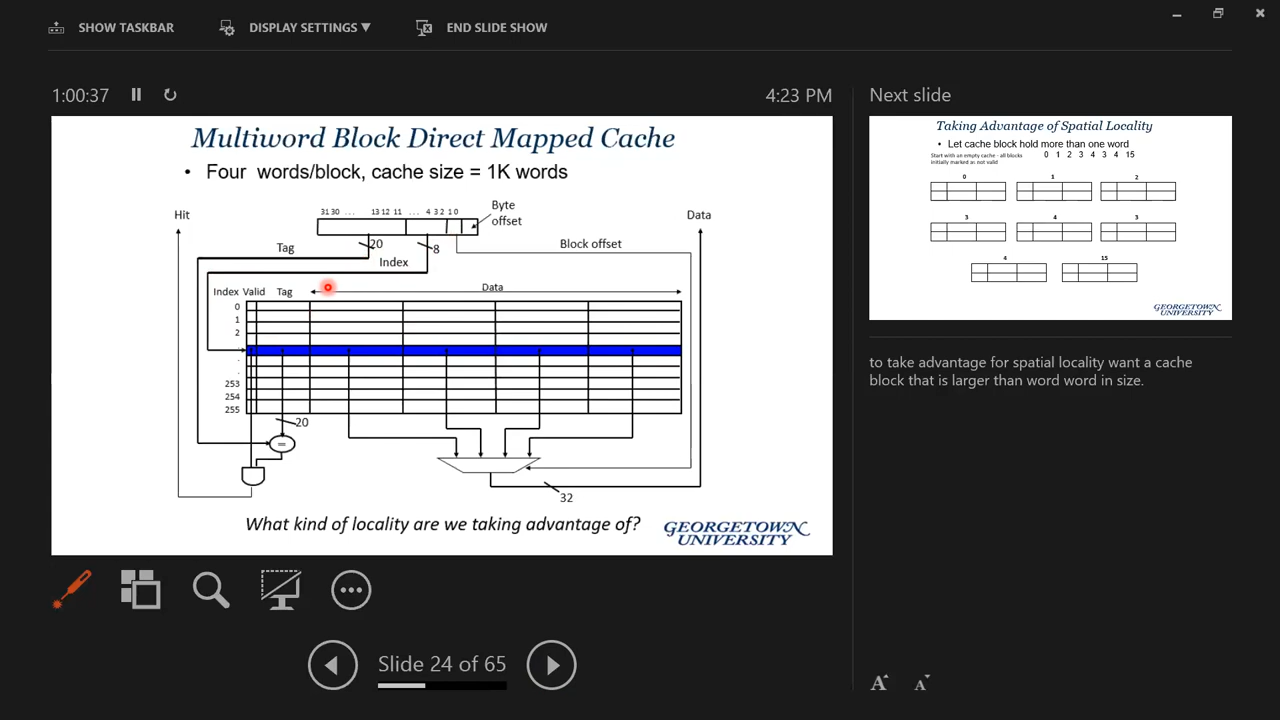 SHOW TASKBAR
DISPLAY SETTINGS ▼
END SLIDE SHOW
1:00:37
4:23 PM
Multiword Block Direct Mapped Cache
• Four words/block, cache size = 1K words
31 30 ... 13 12 11 ... 4 3 2 1 0
Byte
offset
Hit
Data
Tag
20
8
Index
Block offset
Index Valid Tag
Data
0
1
2
.
.
.
253
254
255
20
=
32
What kind of locality are we taking advantage of?
GEORGETOWN
UNIVERSITY
Slide 24 of 65
Next slide
Taking Advantage of Spatial Locality
• Let cache block hold more than one word
Start with an empty cache - all blocks
initially marked as not valid
0 1 2 3 4 3 4 15
0 1 2
3 4 3
4 15
GEORGETOWN
UNIVERSITY
to take advantage for spatial locality want a cache
block that is larger than word word in size.
A A